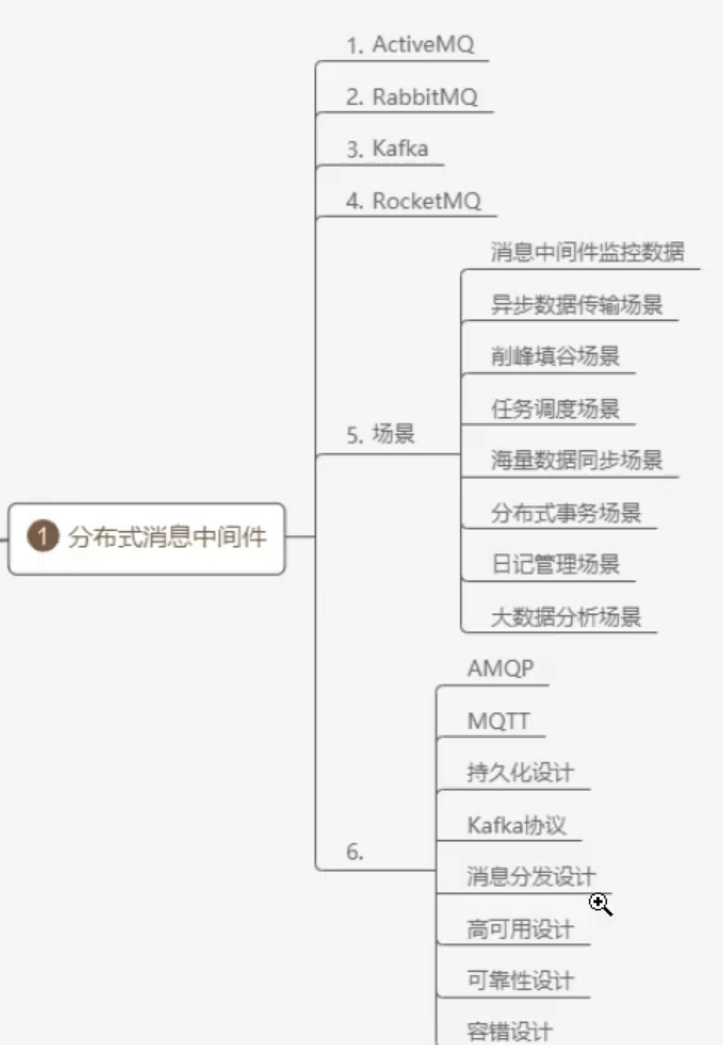 1. ActiveMQ
2. RabbitMQ
3. Kafka
4. RocketMQ
消息中间件监控数据
异步数据传输场景
削峰填谷场景
任务调度场景
5. 场景
海量数据同步场景
分布式事务场景
1 分布式消息中间件
日记管理场景
大数据分析场景
AMQP
MQTT
持久化设计
Kafka协议
6.
消息分发设计
高可用设计
可靠性设计
容错设计